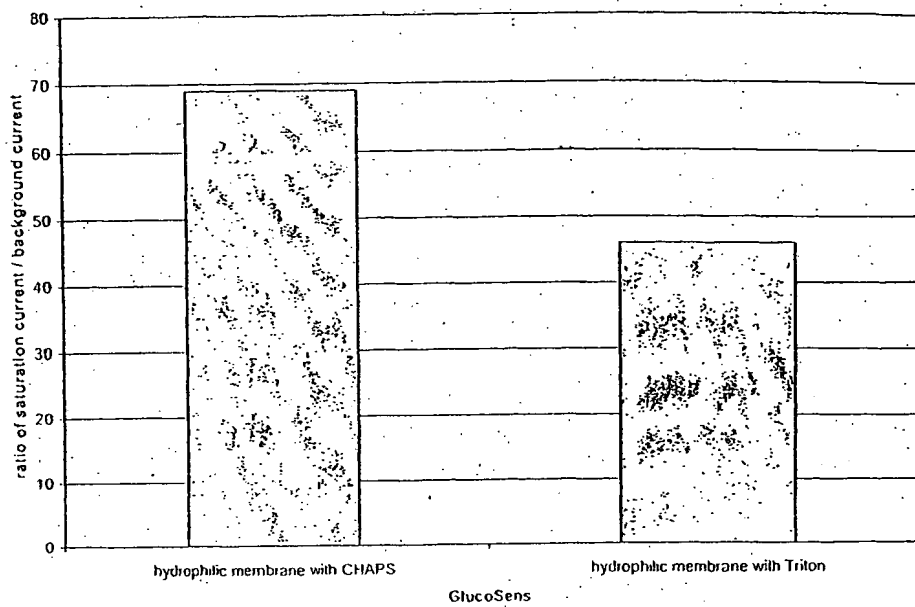 80
70
60
50
40
30
20
10
0
ratio of saturation current / background current
hydrophilic membrane with CHAPS
hydrophilic membrane with Triton
GlucoSens